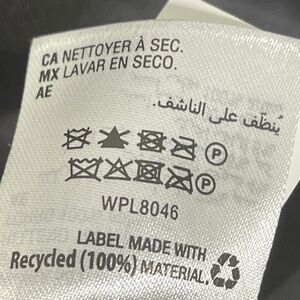 CA NETTOYER À SEC.
MX LAVAR EN SECO.
AE
يُنظّف على الناشف.
P
P
WPL8046
LABEL MADE WITH
Recycled (100%) MATERIAL.